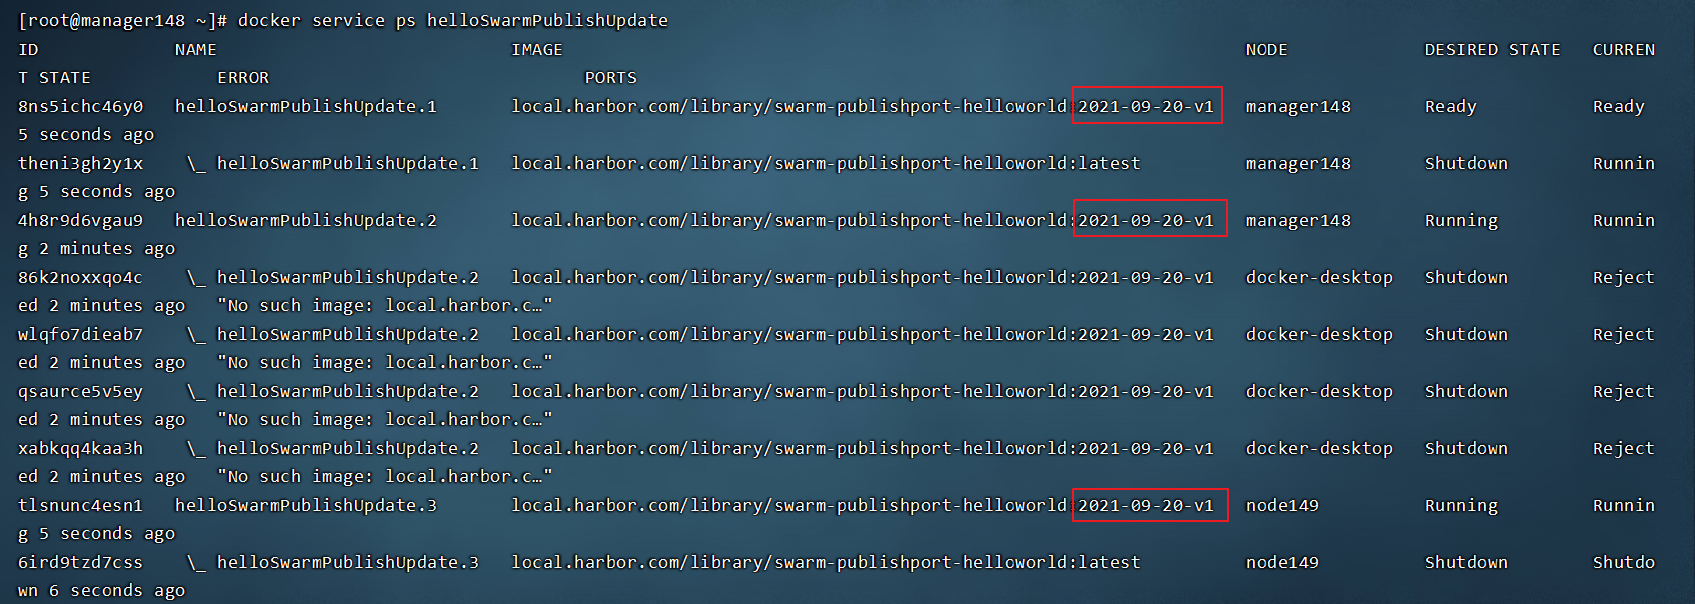 [root@manager148 ~]# docker service ps helloSwarmPublishUpdate
ID NAME IMAGE NODE DESIRED STATE CURREN
T STATE ERROR PORTS
8ns5ichc46y0 helloSwarmPublishUpdate.1 local.harbor.com/library/swarm-publishport-helloworld:2021-09-20-v1 manager148 Ready Ready
5 seconds ago
theni3gh2y1x \_ helloSwarmPublishUpdate.1 local.harbor.com/library/swarm-publishport-helloworld:latest manager148 Shutdown Runnin
g 5 seconds ago
4h8r9d6vgau9 helloSwarmPublishUpdate.2 local.harbor.com/library/swarm-publishport-helloworld:2021-09-20-v1 manager148 Running Runnin
g 2 minutes ago
86k2noxxqo4c \_ helloSwarmPublishUpdate.2 local.harbor.com/library/swarm-publishport-helloworld:2021-09-20-v1 docker-desktop Shutdown Reject
ed 2 minutes ago "No such image: local.harbor.c…"
wlqfo7dieab7 \_ helloSwarmPublishUpdate.2 local.harbor.com/library/swarm-publishport-helloworld:2021-09-20-v1 docker-desktop Shutdown Reject
ed 2 minutes ago "No such image: local.harbor.c…"
qsaurce5v5ey \_ helloSwarmPublishUpdate.2 local.harbor.com/library/swarm-publishport-helloworld:2021-09-20-v1 docker-desktop Shutdown Reject
ed 2 minutes ago "No such image: local.harbor.c…"
xabkqq4kaa3h \_ helloSwarmPublishUpdate.2 local.harbor.com/library/swarm-publishport-helloworld:2021-09-20-v1 docker-desktop Shutdown Reject
ed 2 minutes ago "No such image: local.harbor.c…"
tlsnunc4esn1 helloSwarmPublishUpdate.3 local.harbor.com/library/swarm-publishport-helloworld:2021-09-20-v1 node149 Running Runnin
g 5 seconds ago
6ird9tzd7css \_ helloSwarmPublishUpdate.3 local.harbor.com/library/swarm-publishport-helloworld:latest node149 Shutdown Shutdo
wn 6 seconds ago